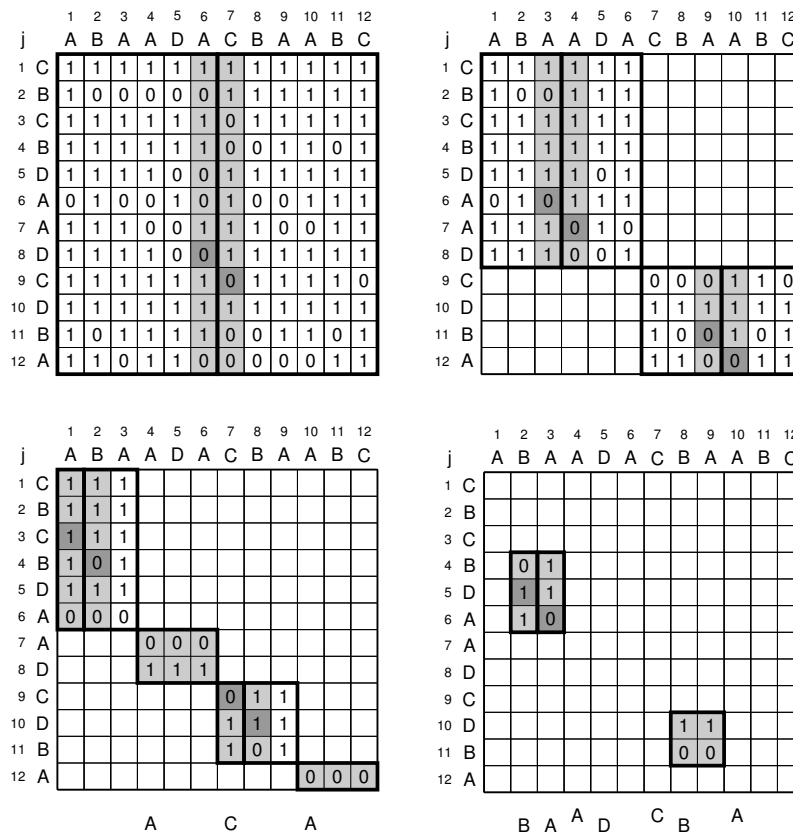 1 2 3 4 5 6 7 8 9 10 11 12
j A B A A D A C B A A B C
1 C 1 1 1 1 1 1 1 1 1 1 1 1
2 B 1 0 0 0 0 0 1 1 1 1 1 1
3 C 1 1 1 1 1 1 0 1 1 1 1 1
4 B 1 1 1 1 1 1 0 0 1 1 0 1
5 D 1 1 1 1 0 0 1 1 1 1 1 1
6 A 0 1 0 0 1 0 1 0 0 1 1 1
7 A 1 1 1 0 0 1 1 1 0 0 1 1
8 D 1 1 1 1 0 0 1 1 1 1 1 1
9 C 1 1 1 1 1 1 0 1 1 1 1 0
10 D 1 1 1 1 1 1 1 1 1 1 1 1
11 B 1 0 1 1 1 1 0 0 1 1 0 1
12 A 1 1 0 1 1 0 0 0 0 0 1 1
1 2 3 4 5 6 7 8 9 10 11 12
j A B A A D A C B A A B C
1 C 1 1 1 1 1 1
2 B 1 0 0 1 1 1
3 C 1 1 1 1 1 1
4 B 1 1 1 1 1 1
5 D 1 1 1 1 0 1
6 A 0 1 0 1 1 1
7 A 1 1 1 0 1 0
8 D 1 1 1 0 0 1
9 C 0 0 0 1 1 0
10 D 1 1 1 1 1 1
11 B 1 0 0 1 0 1
12 A 1 1 0 0 1 1
1 2 3 4 5 6 7 8 9 10 11 12
j A B A A D A C B A A B C
1 C 1 1 1
2 B 1 1 1
3 C 1 1 1
4 B 1 0 1
5 D 1 1 1
6 A 0 0 0
7 A 0 0 0
8 D 1 1 1
9 C 0 1 1
10 D 1 1 1
11 B 1 0 1
12 A 0 0 0
A C A
1 2 3 4 5 6 7 8 9 10 11 12
j A B A A D A C B A A B C
1 C
2 B
3 C
4 B 0 1
5 D 1 1
6 A 1 0
7 A
8 D
9 C
10 D 1 1
11 B 0 0
12 A
B A A D C B A